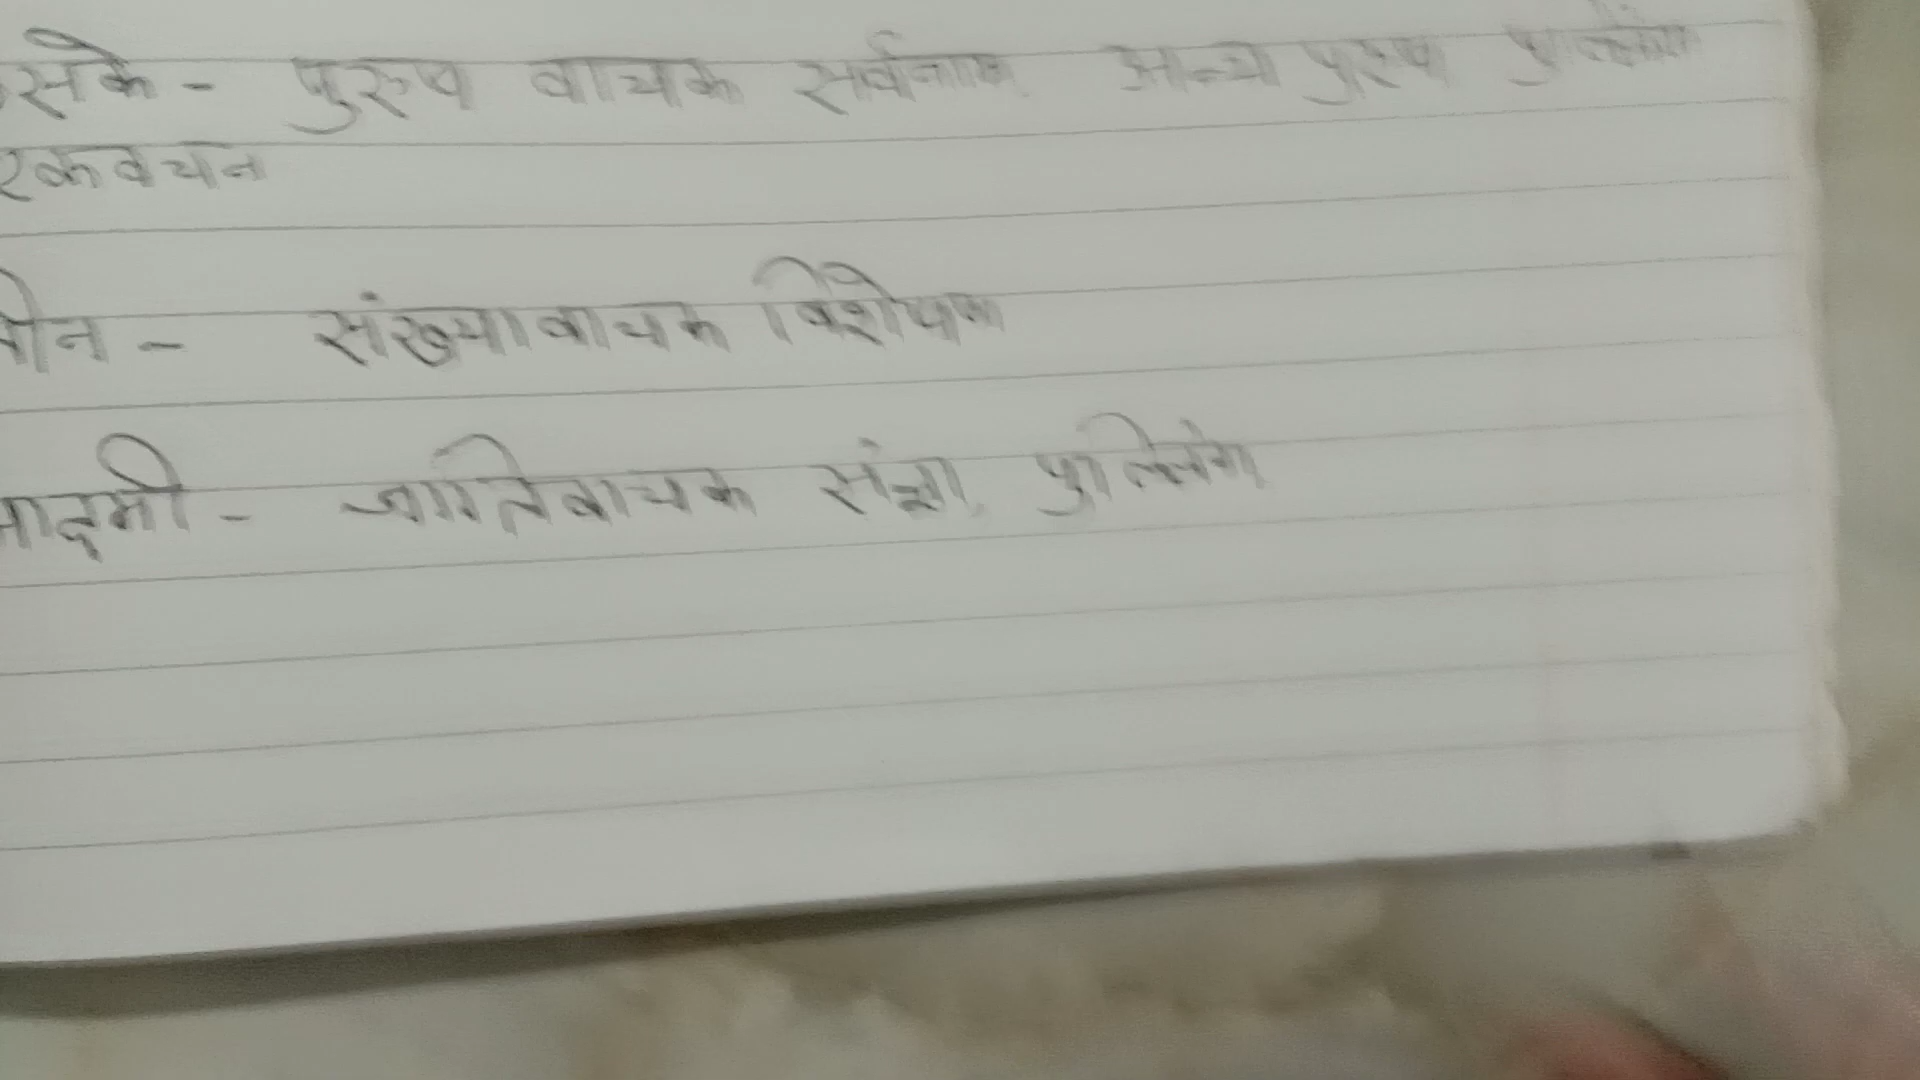 सके - पुरुष वाचक सर्वनाम अन्य पुरुष पुल्लिंग
एकवचन
तीन - संख्यावाचक विशेषण
आदमी - जातिवाचक संज्ञा, पुल्लिंग